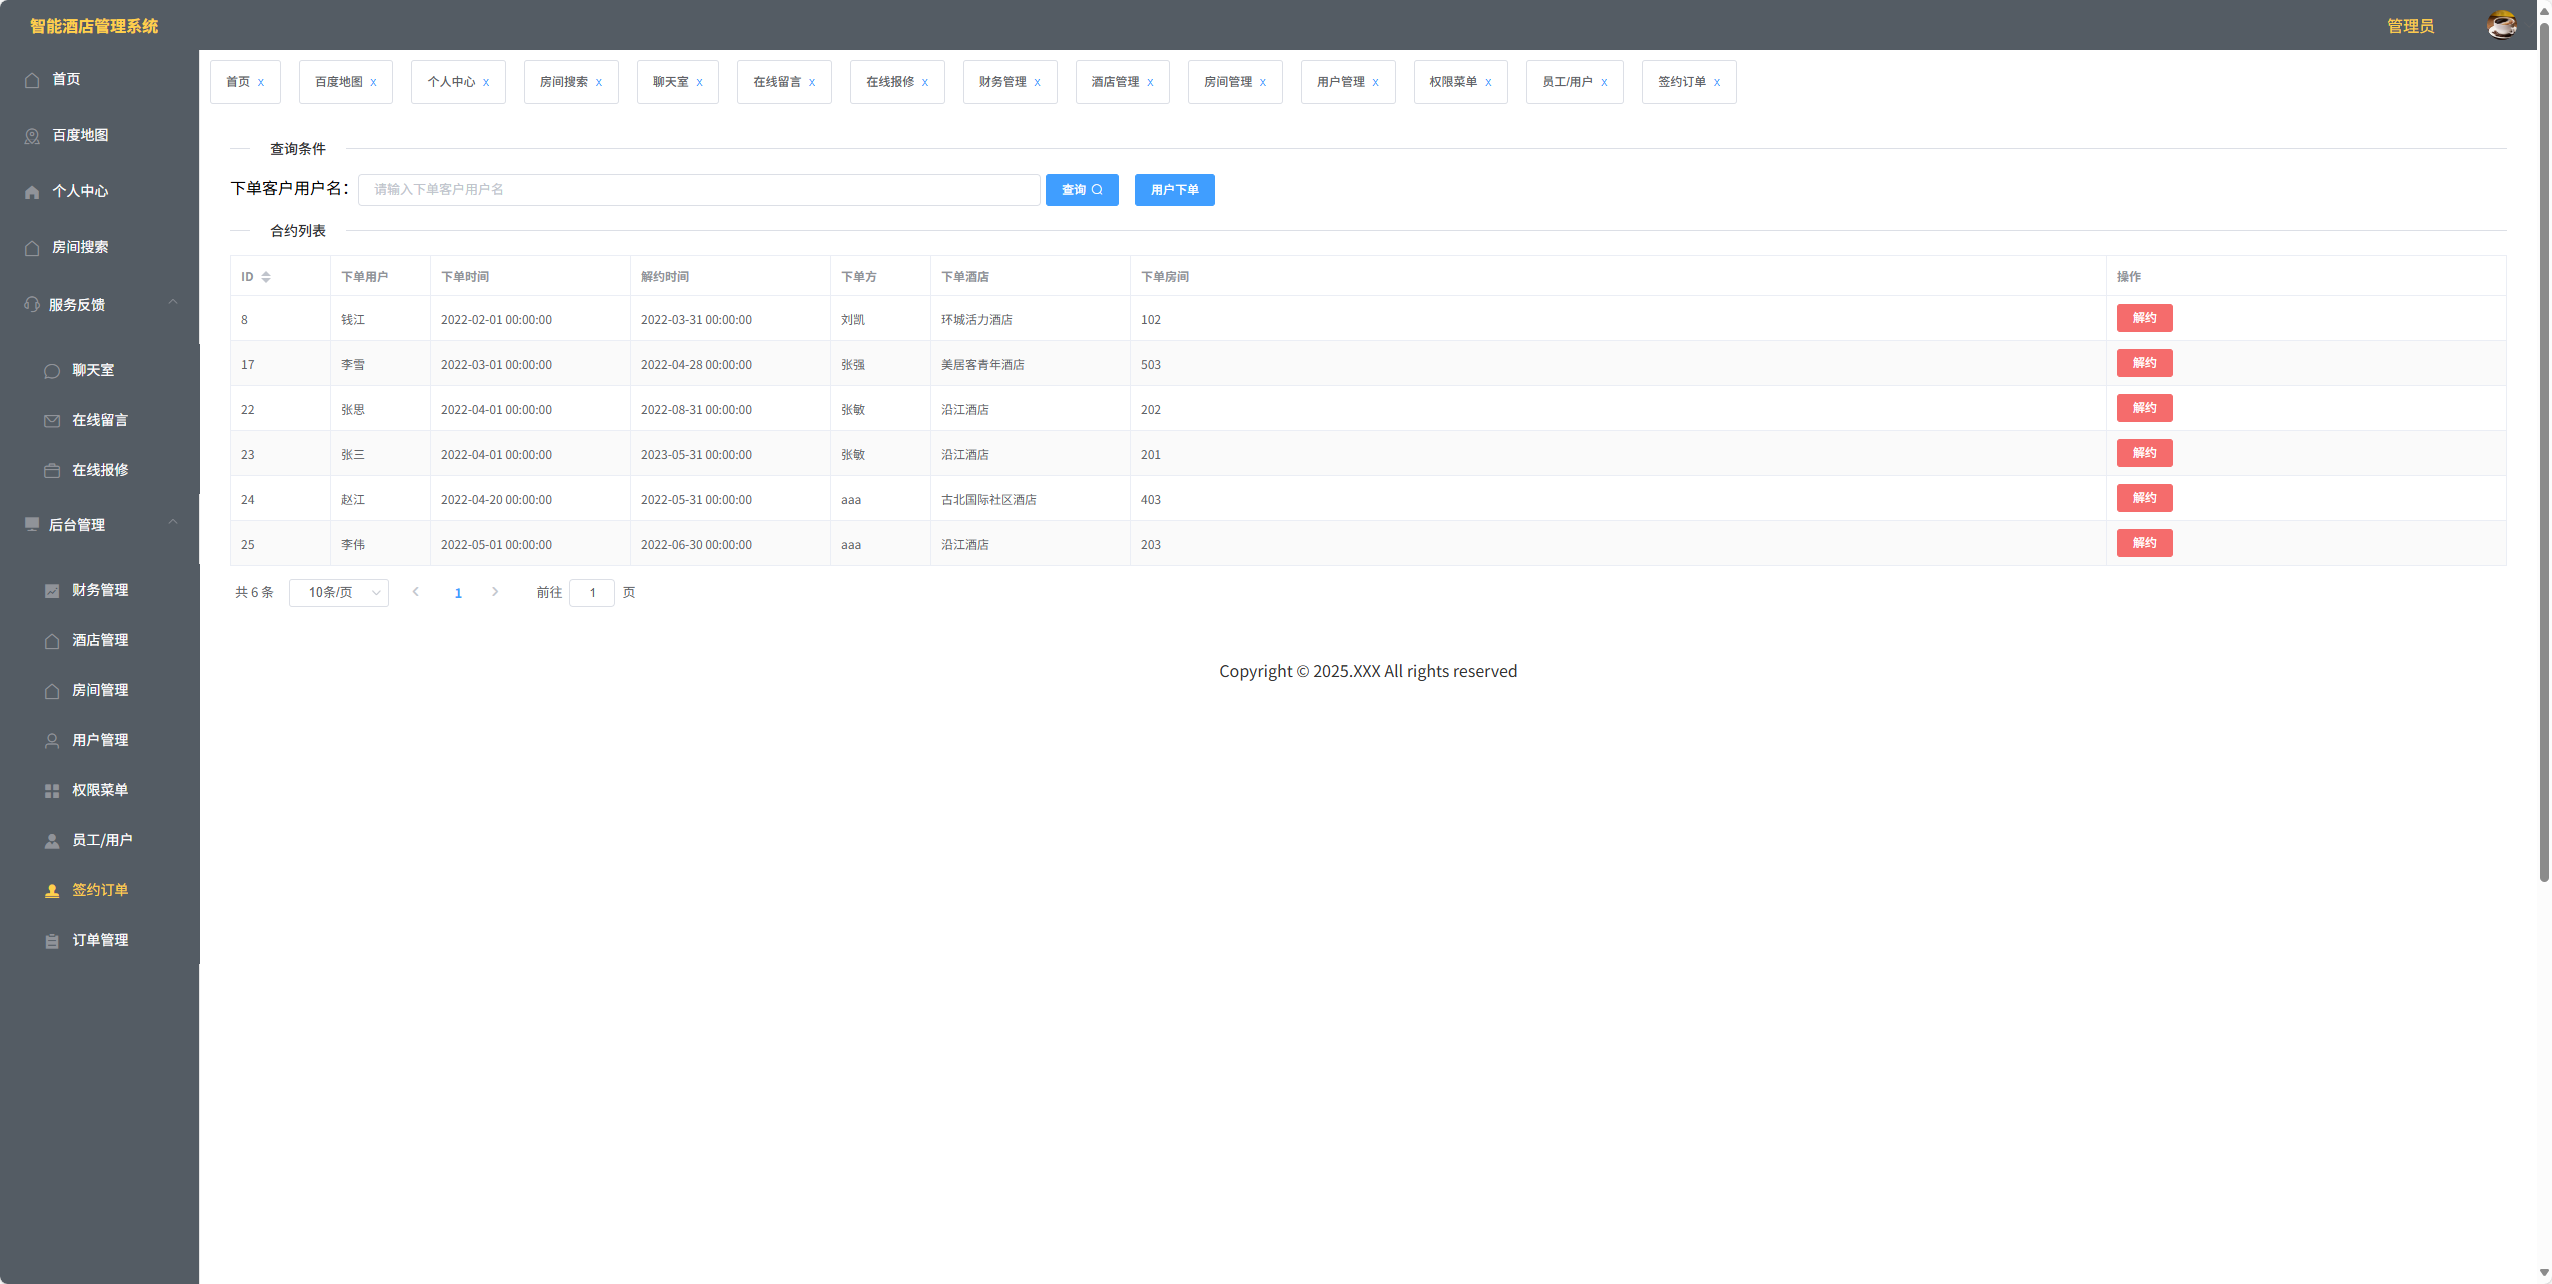 智能酒店管理系统
管理员
首页
百度地图
个人中心
房间搜索
服务反馈
聊天室
在线留言
在线报修
后台管理
财务管理
酒店管理
房间管理
用户管理
权限菜单
员工/用户
签约订单
订单管理
首页 x 百度地图 x 个人中心 x 房间搜索 x 聊天室 x 在线留言 x 在线报修 x 财务管理 x 酒店管理 x 房间管理 x 用户管理 x 权限菜单 x 员工/用户 x 签约订单 x
查询条件
下单客户用户名： 请输入下单客户用户名 查询 用户下单
合约列表
ID 下单用户 下单时间 解约时间 下单方 下单酒店 下单房间 操作
8 钱江 2022-02-01 00:00:00 2022-03-31 00:00:00 刘凯 环城活力酒店 102 解约
17 李雪 2022-03-01 00:00:00 2022-04-28 00:00:00 张强 美居客青年酒店 503 解约
22 张思 2022-04-01 00:00:00 2022-08-31 00:00:00 张敏 沿江酒店 202 解约
23 张三 2022-04-01 00:00:00 2023-05-31 00:00:00 张敏 沿江酒店 201 解约
24 赵江 2022-04-20 00:00:00 2022-05-31 00:00:00 aaa 古北国际社区酒店 403 解约
25 李伟 2022-05-01 00:00:00 2022-06-30 00:00:00 aaa 沿江酒店 203 解约
共 6 条 10条/页 1 前往 1 页
Copyright © 2025.XXX All rights reserved